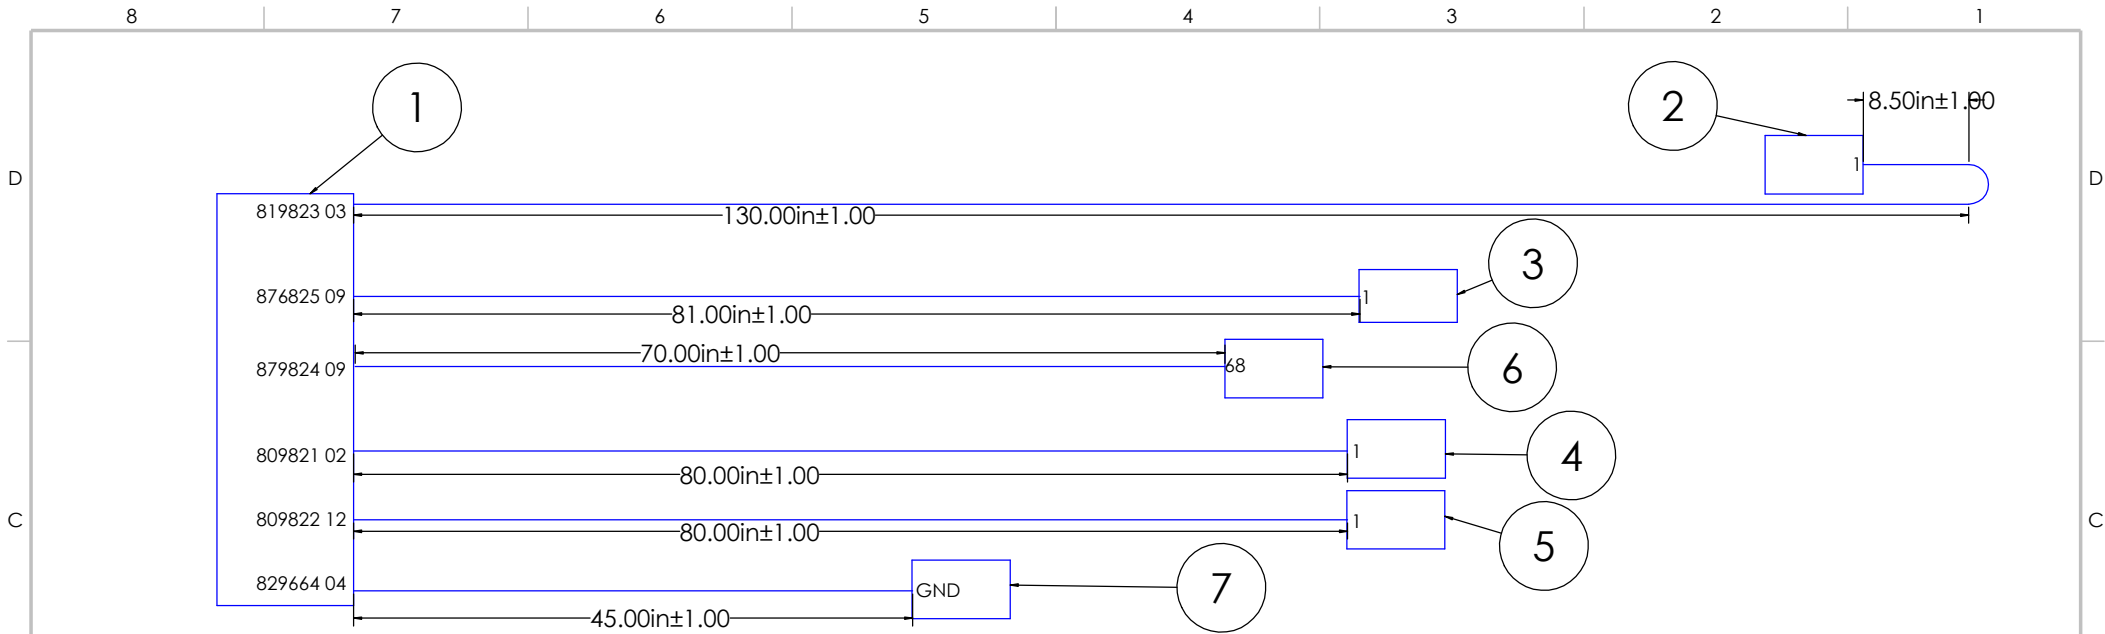 8 7 6 5 4 3 2 1
1
2
8.50in±1.00
1
D
D
819823 03
130.00in±1.00
3
876825 09
1
81.00in±1.00
70.00in±1.00
879824 09
68
6
809821 02
1
4
80.00in±1.00
C
809822 12
1
C
80.00in±1.00
5
829664 04
GND
7
45.00in±1.00